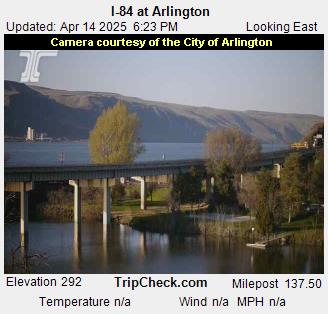 I-84 at Arlington
Updated: Apr 14 2025 6:23 PM Looking East
Camera courtesy of the City of Arlington
Elevation 292 TripCheck.com Milepost 137.50
Temperature n/a Wind n/a MPH n/a